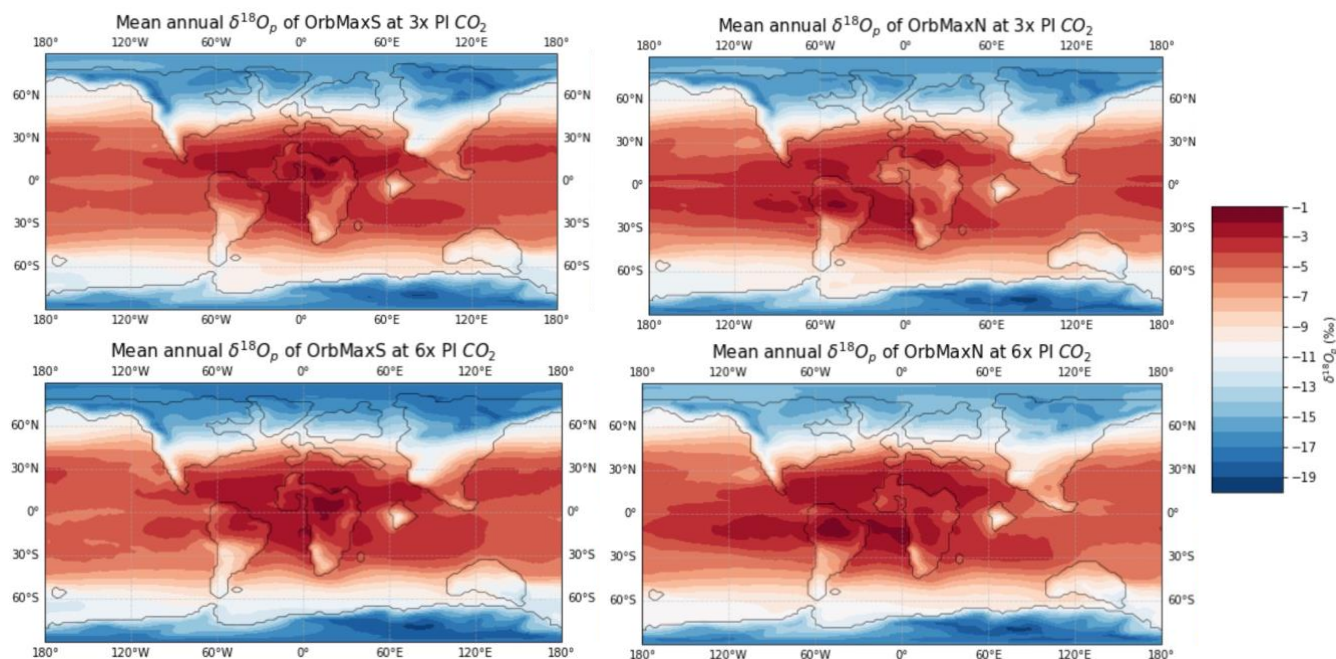 Mean annual δ¹⁸Oₚ of OrbMaxS at 3x PI CO₂
180° 120°W 60°W 0° 60°E 120°E 180°
60°N 60°N
30°N 30°N
0° 0°
30°S 30°S
60°S 60°S
180° 120°W 60°W 0° 60°E 120°E 180°
Mean annual δ¹⁸Oₚ of OrbMaxN at 3x PI CO₂
180° 120°W 60°W 0° 60°E 120°E 180°
60°N 60°N
30°N 30°N
0° 0°
30°S 30°S
60°S 60°S
180° 120°W 60°W 0° 60°E 120°E 180°
Mean annual δ¹⁸Oₚ of OrbMaxS at 6x PI CO₂
180° 120°W 60°W 0° 60°E 120°E 180°
60°N 60°N
30°N 30°N
0° 0°
30°S 30°S
60°S 60°S
180° 120°W 60°W 0° 60°E 120°E 180°
Mean annual δ¹⁸Oₚ of OrbMaxN at 6x PI CO₂
180° 120°W 60°W 0° 60°E 120°E 180°
60°N 60°N
30°N 30°N
0° 0°
30°S 30°S
60°S 60°S
180° 120°W 60°W 0° 60°E 120°E 180°
−1
−3
−5
−7
−9
−11
−13
−15
−17
−19
δ¹⁸Oₚ (‰)